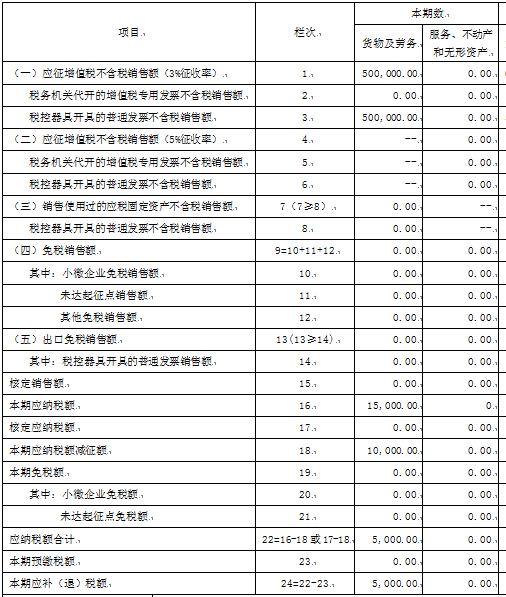 项目 栏次 本期数
货物及劳务 服务、不动产和无形资产
（一）应征增值税不含税销售额（3%征收率） 1 500,000.00 0.00
税务机关代开的增值税专用发票不含税销售额 2 0.00 0.00
税控器具开具的普通发票不含税销售额 3 500,000.00 0.00
（二）应征增值税不含税销售额（5%征收率） 4 -- 0.00
税务机关代开的增值税专用发票不含税销售额 5 -- 0.00
税控器具开具的普通发票不含税销售额 6 -- 0.00
（三）销售使用过的应税固定资产不含税销售额 7（7≥8） 0.00 --
税控器具开具的普通发票不含税销售额 8 0.00 --
（四）免税销售额 9=10+11+12 0.00 0.00
其中：小微企业免税销售额 10 0.00 0.00
未达起征点销售额 11 0.00 0.00
其他免税销售额 12 0.00 0.00
（五）出口免税销售额 13(13≥14) 0.00 0.00
其中：税控器具开具的普通发票销售额 14 0.00 0.00
核定销售额 15 0.00 0.00
本期应纳税额 16 15,000.00 0
核定应纳税额 17 0.00 0.00
本期应纳税额减征额 18 10,000.00 0.00
本期免税额 19 0.00 0.00
其中：小微企业免税额 20 0.00 0.00
未达起征点免税额 21 0.00 0.00
应纳税额合计 22=16-18 或 17-18 5,000.00 0.00
本期预缴税额 23 0.00 0.00
本期应补（退）税额 24=22-23 5,000.00 0.00